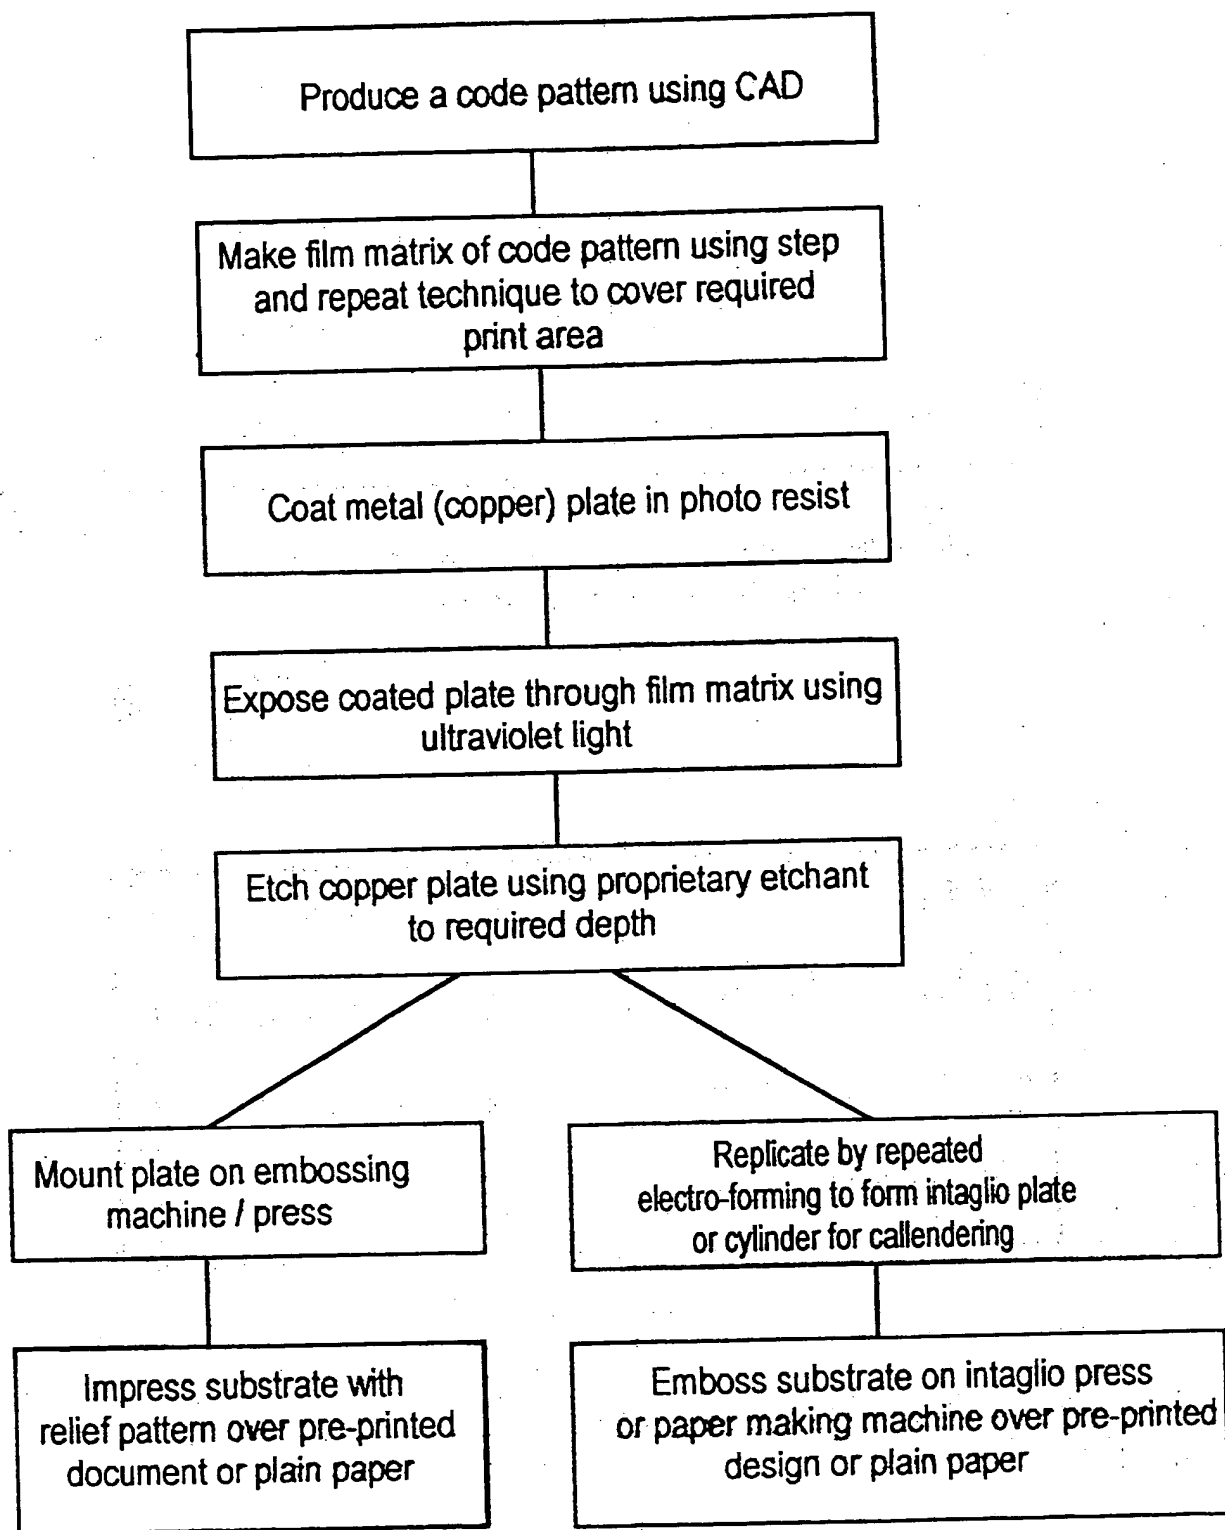 Produce a code pattern using CAD
Make film matrix of code pattern using step
and repeat technique to cover required
print area
Coat metal (copper) plate in photo resist
Expose coated plate through film matrix using
ultraviolet light
Etch copper plate using proprietary etchant
to required depth
Mount plate on embossing
machine / press
Replicate by repeated
electro-forming to form intaglio plate
or cylinder for callendering
Impress substrate with
relief pattern over pre-printed
document or plain paper
Emboss substrate on intaglio press
or paper making machine over pre-printed
design or plain paper